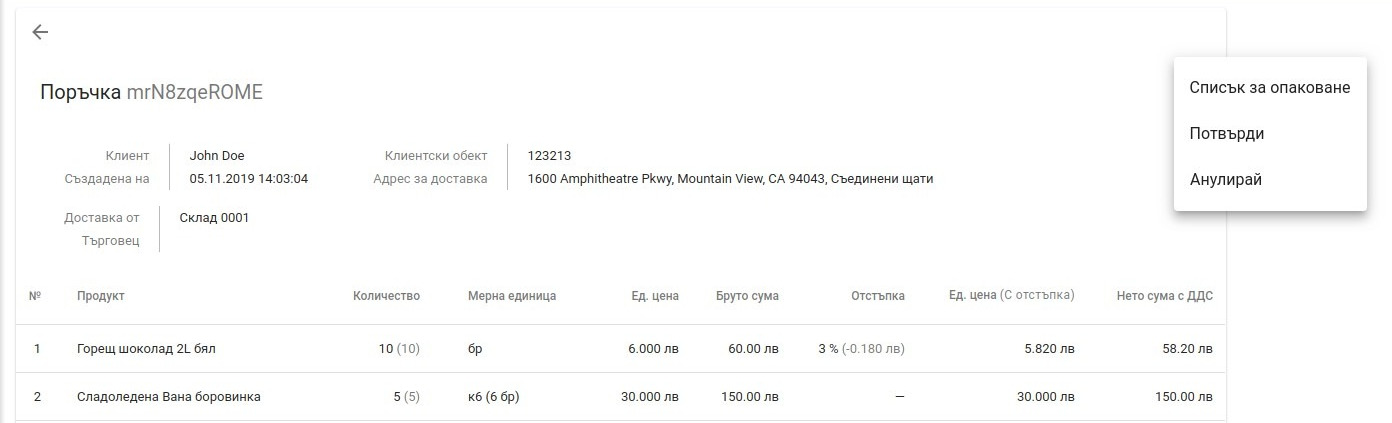 Поръчка mrN8zqeROME
Списък за опаковане
Потвърди
Анулирай
Клиент John Doe Клиентски обект 123213
Създадена на 05.11.2019 14:03:04 Адрес за доставка 1600 Amphitheatre Pkwy, Mountain View, CA 94043, Съединени щати
Доставка от Склад 0001
Търговец
№ Продукт Количество Мерна единица Ед. цена Бруто сума Отстъпка Ед. цена (С отстъпка) Нето сума с ДДС
1 Горещ шоколад 2L бял 10 (10) бр 6.000 лв 60.00 лв 3 % (-0.180 лв) 5.820 лв 58.20 лв
2 Сладоледена Вана боровинка 5 (5) к6 (6 бр) 30.000 лв 150.00 лв — 30.000 лв 150.00 лв